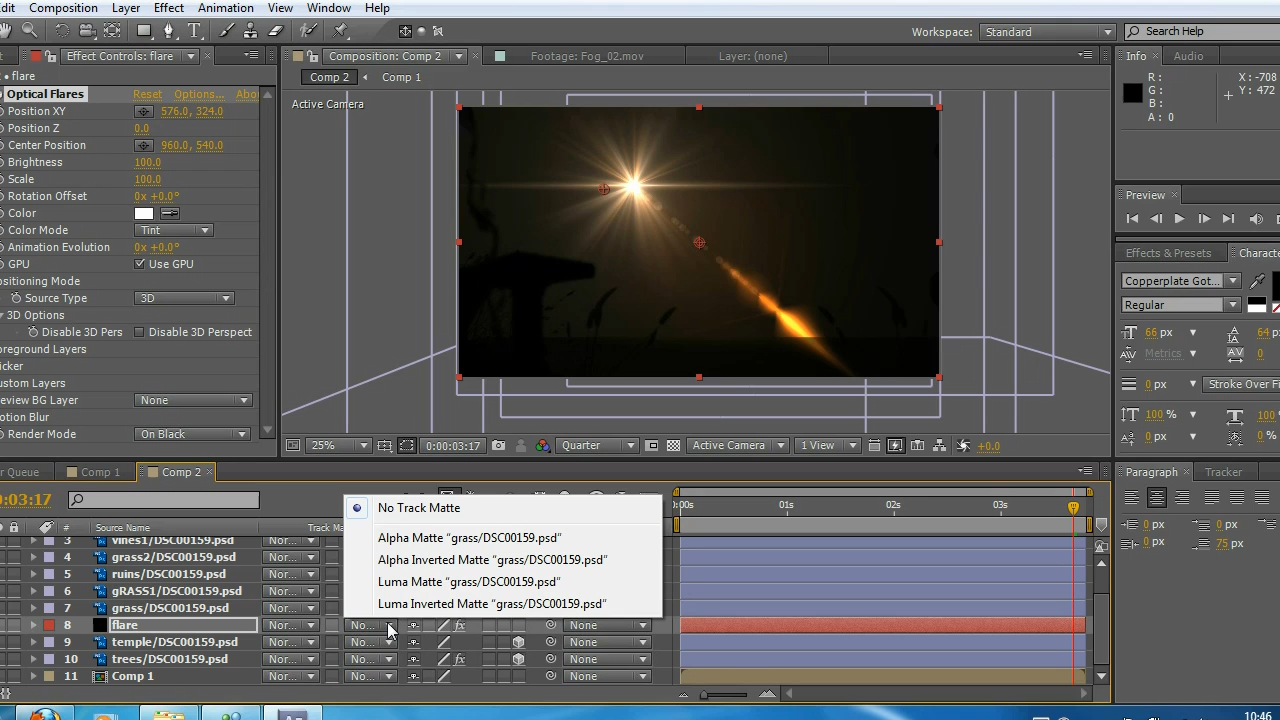 dit Composition Layer Effect Animation View Window Help
Workspace: Standard Search Help
Effect Controls: flare Composition: Comp 2 Footage: Fog_02.mov Layer: (none) Info Audio
• flare Comp 2 Comp 1
Optical Flares Reset Options... Abo
Active Camera
R: X: -708
G: Y: 472
B:
A: 0
Position XY 576.0, 324.0
Position Z 0.0
Center Position 960.0, 540.0
Brightness 100.0
Scale 100.0
Rotation Offset 0x +0.0°
Color
Color Mode Tint
Animation Evolution 0x +0.0°
GPU Use GPU
ositioning Mode
Source Type 3D
3D Options
Disable 3D Pers Disable 3D Perspect
oreground Layers
icker
ustom Layers
eview BG Layer None
otion Blur
Render Mode On Black
Preview
Effects & Presets Characte
Copperplate Got...
Regular
66 px 64 px
Metrics 0
0 px Stroke Over Fi
100 % 100
0 px 0 %
25% 0:00:03:17 Quarter Active Camera 1 View +0.0
r Queue Comp 1 Comp 2
0:03:17
Paragraph Tracker
0 px 0 px
0 px 75 px
:00s 01s 02s 03s
# Source Name Track Ma
No Track Matte
Alpha Matte “grass/DSC00159.psd”
Alpha Inverted Matte “grass/DSC00159.psd”
Luma Matte “grass/DSC00159.psd”
Luma Inverted Matte “grass/DSC00159.psd”
3 vines1/DSC00159.psd Nor...
4 grass2/DSC00159.psd Nor...
5 ruins/DSC00159.psd Nor...
6 gRASS1/DSC00159.psd Nor...
7 grass/DSC00159.psd Nor...
8 flare Nor... No... fx None
9 temple/DSC00159.psd Nor... No... None
10 trees/DSC00159.psd Nor... No... fx None
11 Comp 1 Nor... No... None
10:46